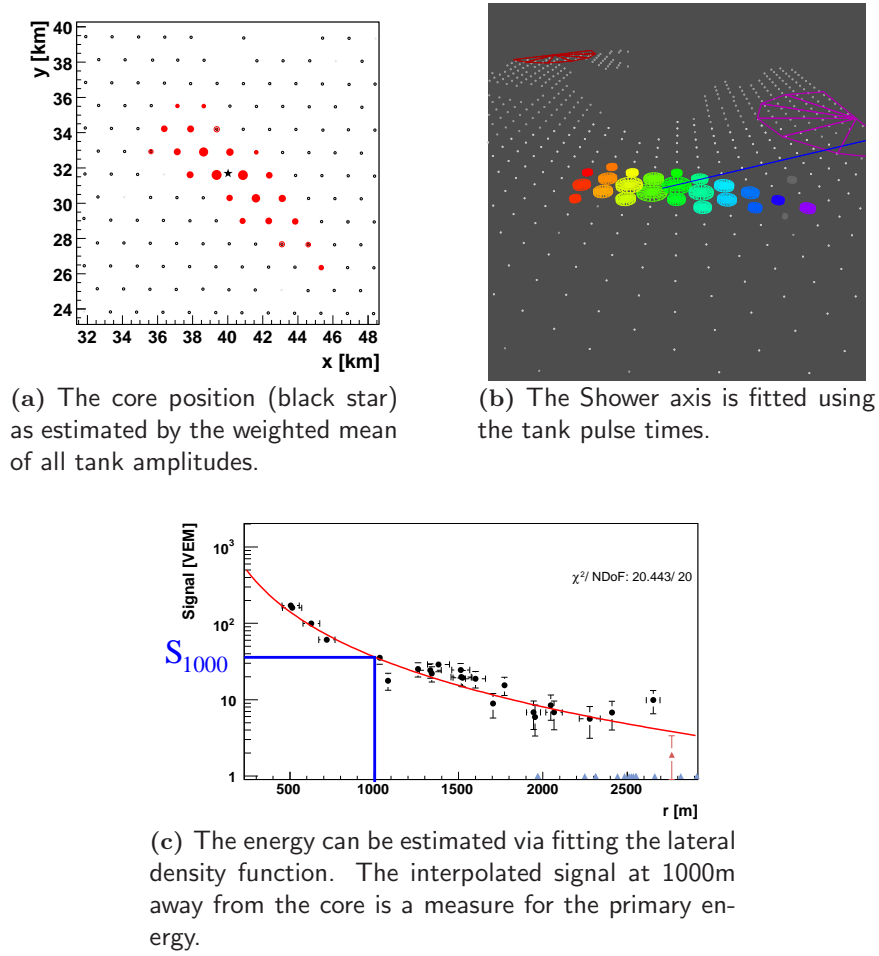 y [km]
40
38
36
34
32
30
28
26
24
32 34 36 38 40 42 44 46 48
x [km]
(a) The core position (black star)
as estimated by the weighted mean
of all tank amplitudes.
(b) The Shower axis is fitted using
the tank pulse times.
Signal [VEM]
10³
10²
10
1
χ²/ NDoF: 20.443/ 20
S₁₀₀₀
500 1000 1500 2000 2500
r [m]
(c) The energy can be estimated via fitting the lateral
density function. The interpolated signal at 1000m
away from the core is a measure for the primary en-
ergy.